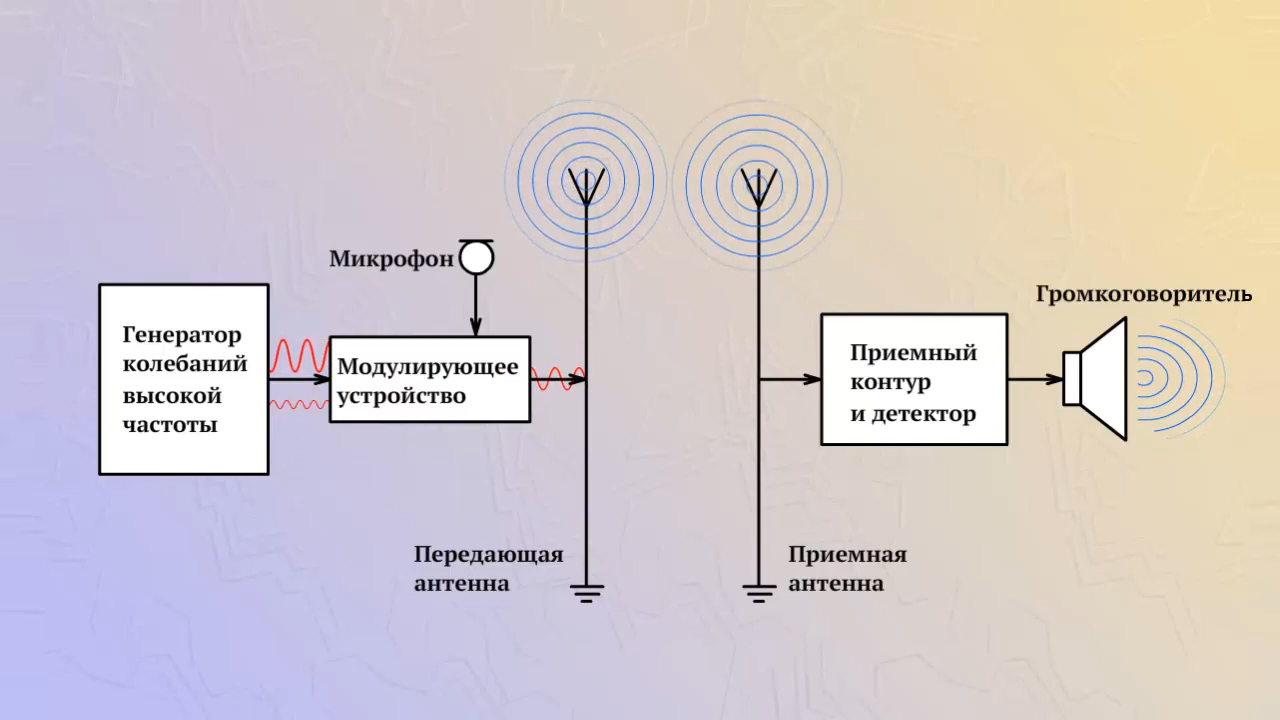 Микрофон
Генератор
колебаний
высокой
частоты
Модулирующее
устройство
Передающая
антенна
Приемная
антенна
Приемный
контур
и детектор
Громкоговоритель